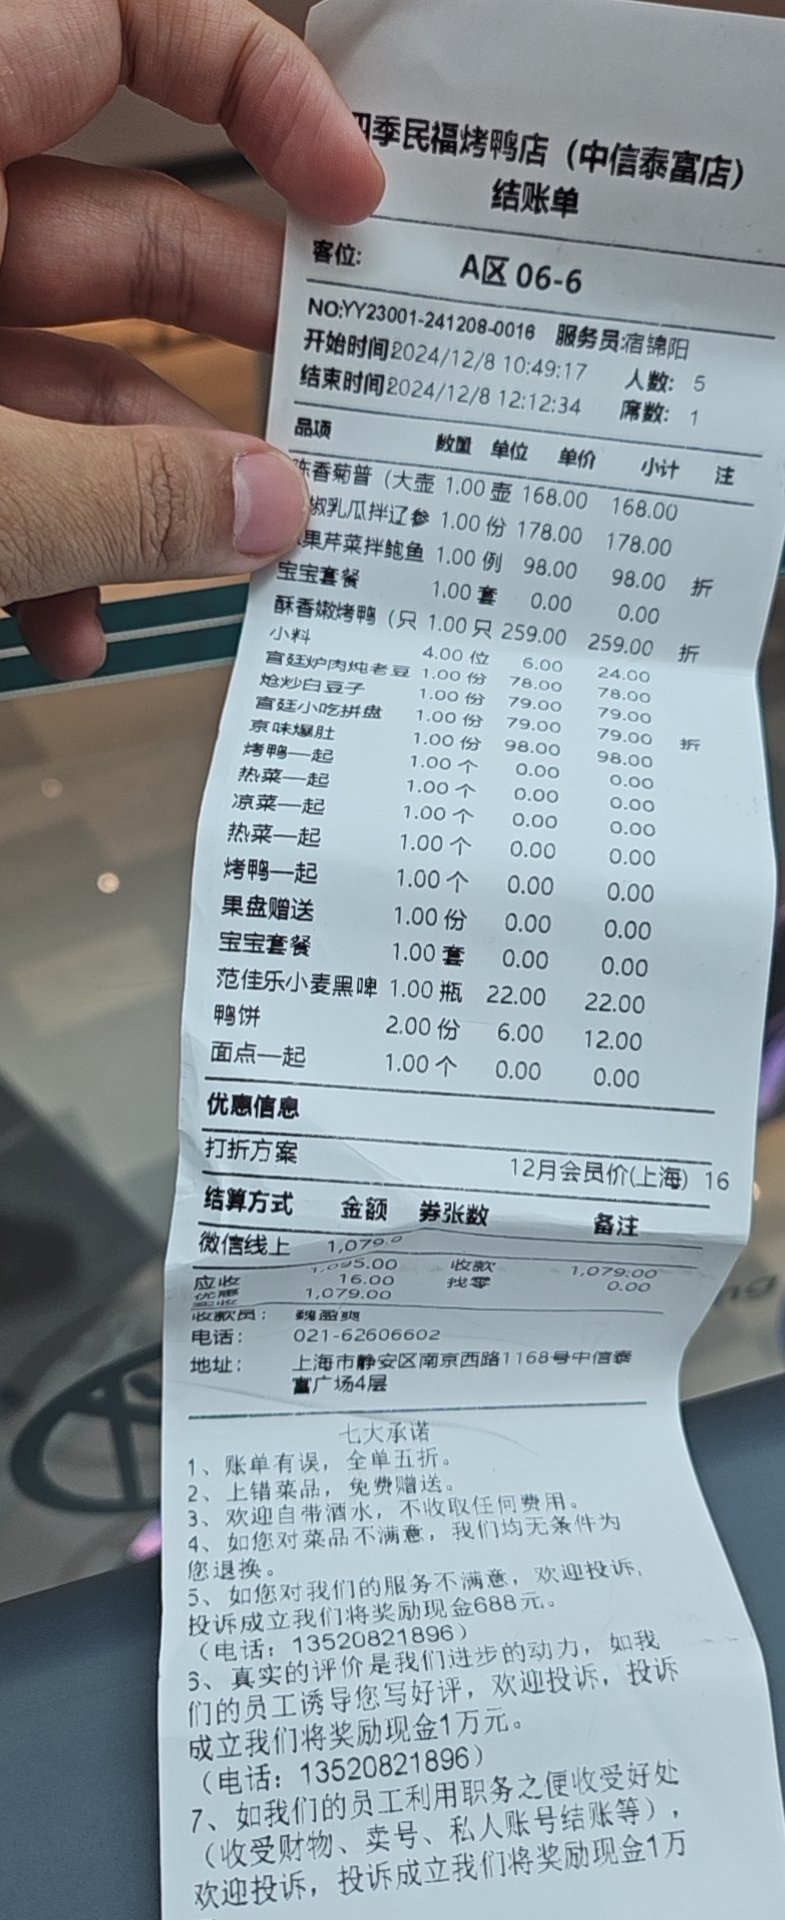 四季民福烤鸭店（中信泰富店）
结账单
客位: A区 06-6
NO:YY23001-241208-0016 服务员:宿锦阳
开始时间:2024/12/8 10:49:17 人数: 5
结束时间:2024/12/8 12:12:34 席数: 1
品项 数量 单位 单价 小计 注
陈香菊普（大壶 1.00 壶 168.00 168.00
椒乳瓜拌辽参 1.00 份 178.00 178.00
果芹菜拌鲍鱼 1.00 例 98.00 98.00 折
宝宝套餐 1.00 套 0.00 0.00
酥香嫩烤鸭（只 1.00 只 259.00 259.00 折
小料 4.00 位 6.00 24.00
宫廷炉肉炖老豆 1.00 份 78.00 78.00
炝炒白豆子 1.00 份 79.00 79.00
宫廷小吃拼盘 1.00 份 79.00 79.00 折
京味爆肚 1.00 份 98.00 98.00
烤鸭—起 1.00 个 0.00 0.00
热菜—起 1.00 个 0.00 0.00
凉菜—起 1.00 个 0.00 0.00
热菜—起 1.00 个 0.00 0.00
烤鸭—起 1.00 个 0.00 0.00
果盘赠送 1.00 份 0.00 0.00
宝宝套餐 1.00 套 0.00 0.00
范佳乐小麦黑啤 1.00 瓶 22.00 22.00
鸭饼 2.00 份 6.00 12.00
面点—起 1.00 个 0.00 0.00
优惠信息
打折方案 12月会员价(上海) 16
结算方式 金额 券张数 备注
微信线上 1,079.0
应收 1,095.00 收款 1,079.00
优惠 16.00 找零 0.00
实收 1,079.00
收款员: 魏盈爽
电话: 021-62606602
地址: 上海市静安区南京西路1168号中信泰
富广场4层
七大承诺
1、账单有误，全单五折。
2、上错菜品，免费赠送。
3、欢迎自带酒水，不收取任何费用。
4、如您对菜品不满意，我们均无条件为
您退换。
5、如您对我们的服务不满意，欢迎投诉，
投诉成立我们将奖励现金688元。
（电话：13520821896）
6、真实的评价是我们进步的动力，如我
们的员工诱导您写好评，欢迎投诉，投诉
成立我们将奖励现金1万元。
（电话：13520821896）
7、如我们的员工利用职务之便收受好处
（收受财物、卖号、私人账号结账等），
欢迎投诉，投诉成立我们将奖励现金1万